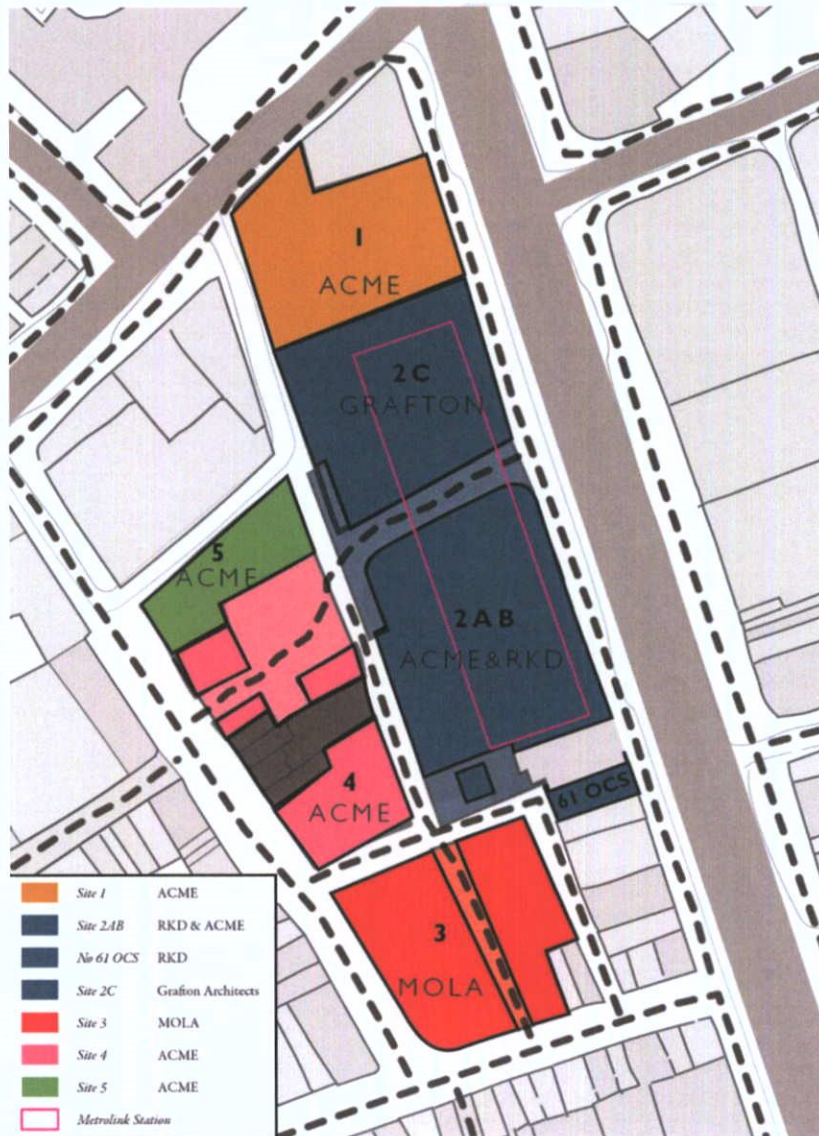 1
ACME
2C
GRAFTON
5
ACME
2AB
ACME&RKD
4
ACME
61 OCS
3
MOLA
Site 1 ACME
Site 2AB RKD & ACME
No 61 OCS RKD
Site 2C Grafton Architects
Site 3 MOLA
Site 4 ACME
Site 5 ACME
Metrolink Station